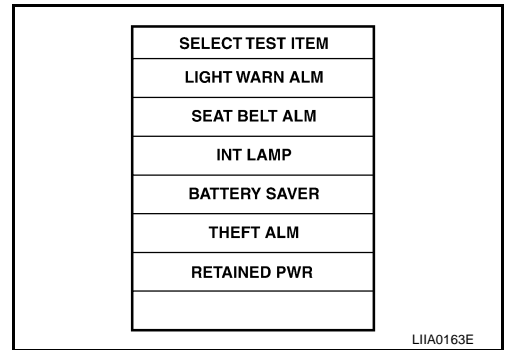 SELECT TEST ITEM
LIGHT WARN ALM
SEAT BELT ALM
INT LAMP
BATTERY SAVER
THEFT ALM
RETAINED PWR
LIIA0163E